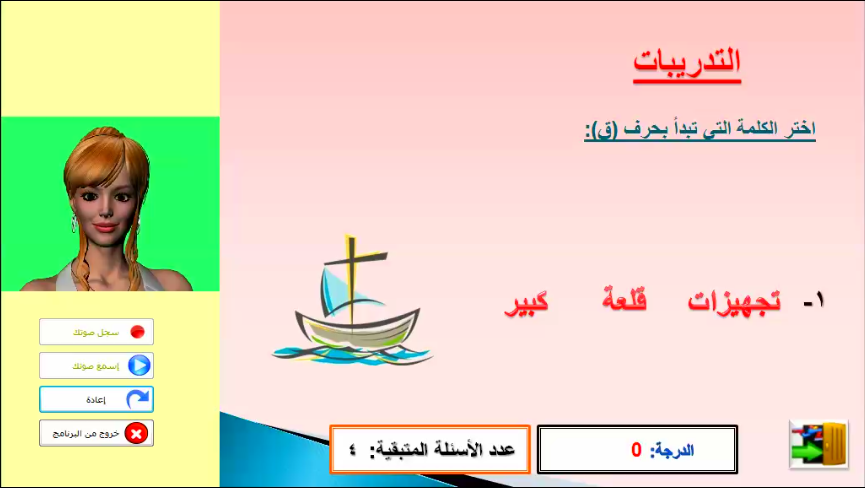 التدريبات
اختر الكلمة التي تبدأ بحرف (ق):
١- تجهيزات قلعة كبير
سجل صوتك
إسمع صوتك
إعادة
خروج من البرنامج
الدرجة: 0
عدد الأسئلة المتبقية: ٤